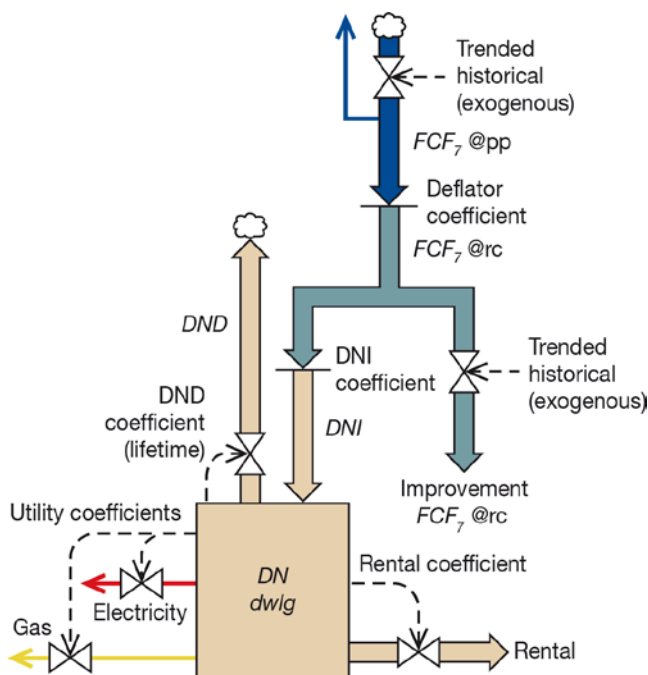 Trended
historical
(exogenous)
FCF7 @pp
Deflator
coefficient
FCF7 @rc
DND
DNI
coefficient
Trended
historical
(exogenous)
DND
coefficient
(lifetime)
DNI
Improvement
FCF7 @rc
Utility coefficients
Rental coefficient
DN
dwlg
Electricity
Gas
Rental